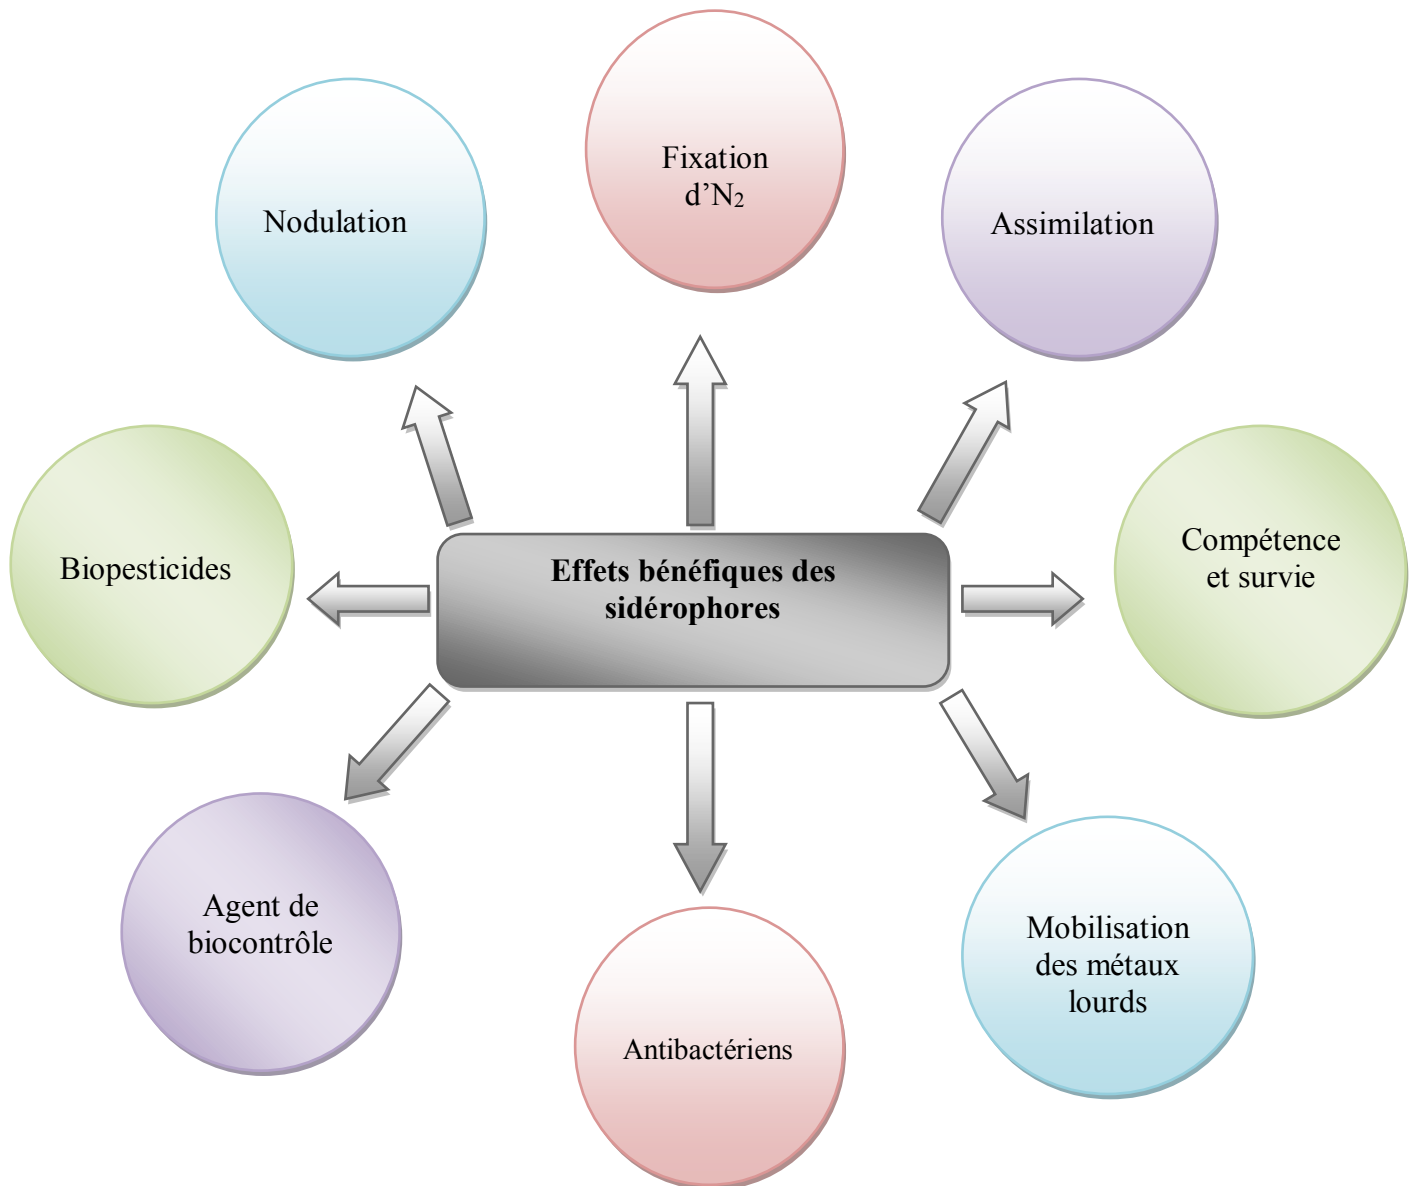 Fixation
d’N₂
Nodulation
Assimilation
Biopesticides
Effets bénéfiques des
sidérophores
Compétence
et survie
Agent de
biocontrôle
Mobilisation
des métaux
lourds
Antibactériens